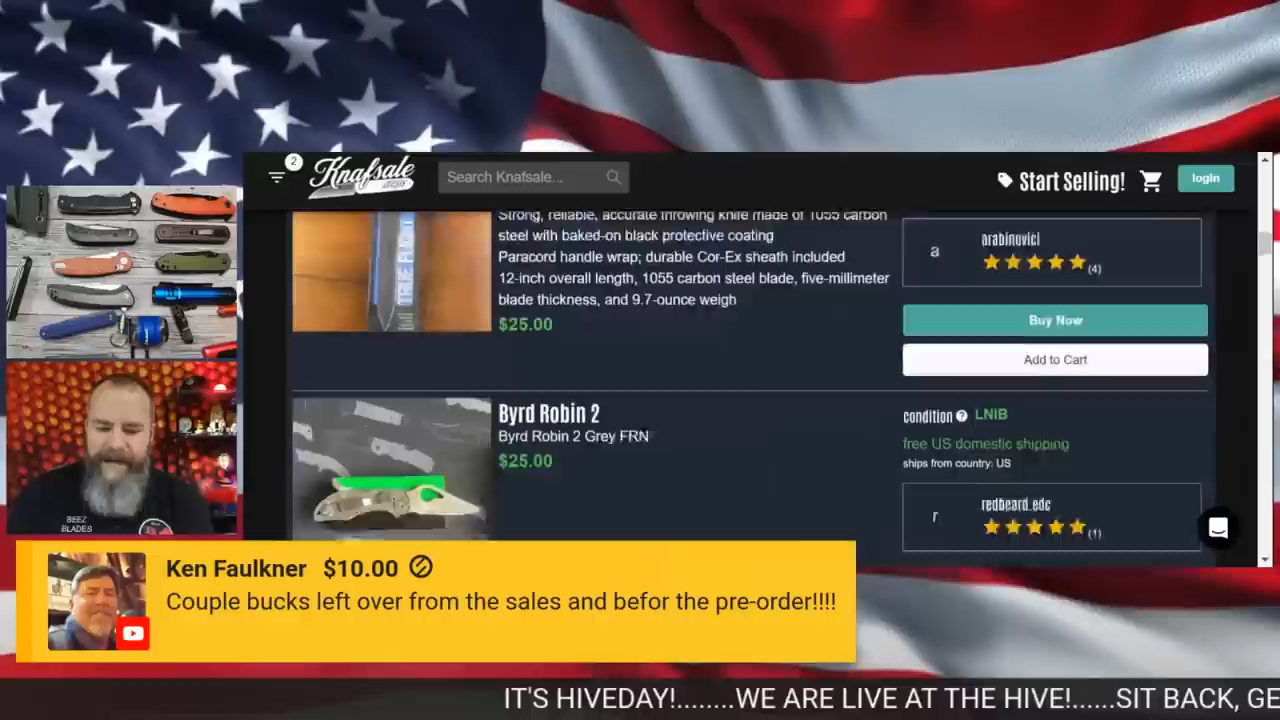 2
Knafsale
Search Knafsale...
Start Selling!
login
Strong, reliable, accurate throwing knife made of 1055 carbon
steel with baked-on black protective coating
Paracord handle wrap; durable Cor-Ex sheath included
12-inch overall length, 1055 carbon steel blade, five-millimeter
blade thickness, and 9.7-ounce weigh
$25.00
a
arabinovici
(4)
Buy Now
Add to Cart
Byrd Robin 2
Byrd Robin 2 Grey FRN
$25.00
condition
LNIB
free US domestic shipping
ships from country: US
r
redbeard_edc
(1)
BEEZ
BLADES
Ken Faulkner $10.00
Couple bucks left over from the sales and befor the pre-order!!!!
IT'S HIVEDAY!........WE ARE LIVE AT THE HIVE!......SIT BACK, GE